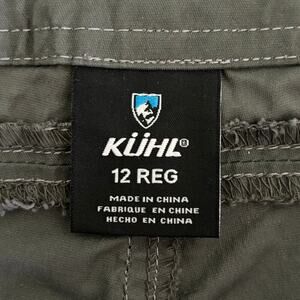 KÜHL®
12 REG
MADE IN CHINA
FABRIQUE EN CHINE
HECHO EN CHINA